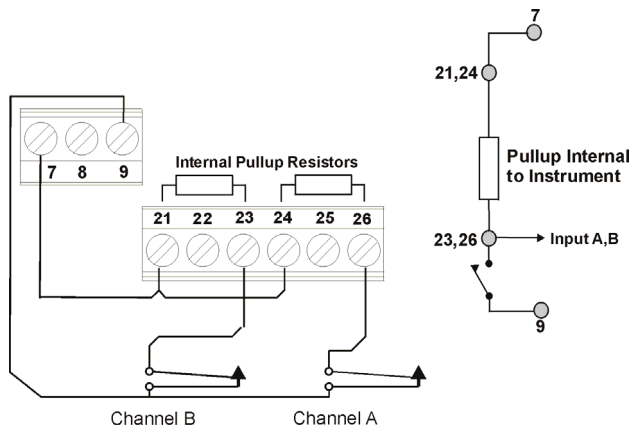 7
21,24
Pullup Internal
to Instrument
23,26
Input A,B
9
7 8 9
Internal Pullup Resistors
21 22 23 24 25 26
Channel B
Channel A